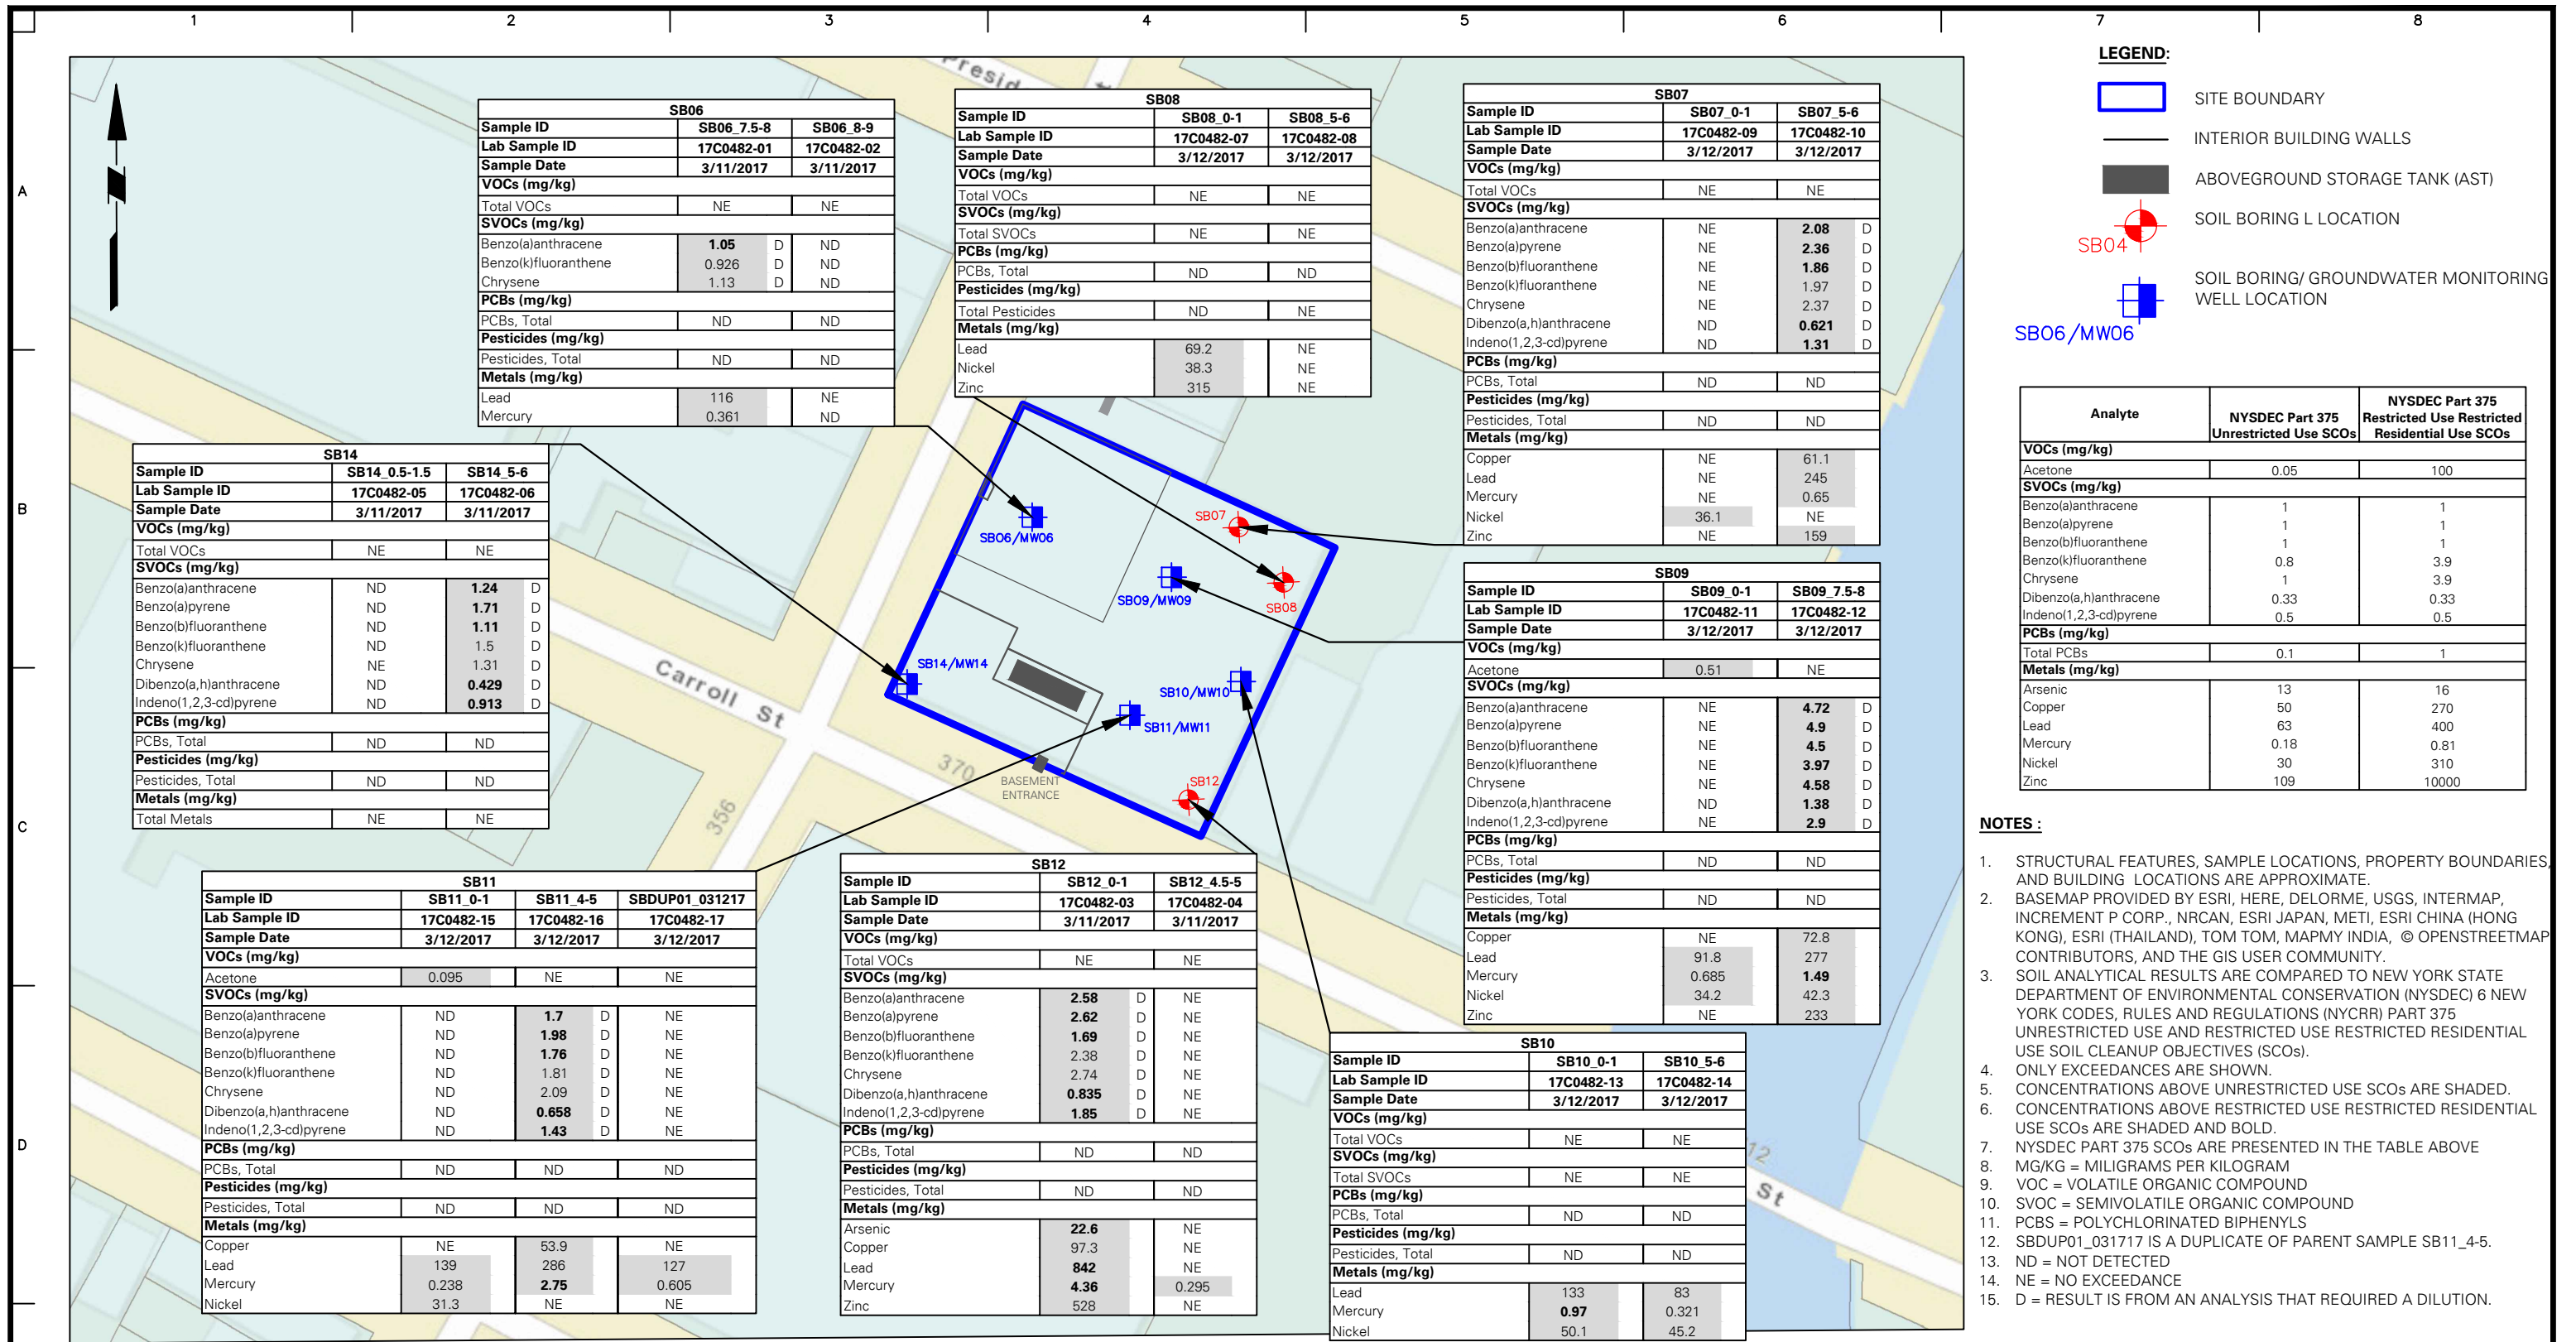 1 2 3 4 5 6 7 8
A
B
C
D
Presid
Carroll St
370
356
12
St
BASEMENT
ENTRANCE
SB06/MW06
SB07
SB08
SB09/MW09
SB10/MW10
SB11/MW11
SB12
SB14/MW14
SB06
Sample ID SB06_7.5-8 SB06_8-9
Lab Sample ID 17C0482-01 17C0482-02
Sample Date 3/11/2017 3/11/2017
VOCs (mg/kg)
Total VOCs NE NE
SVOCs (mg/kg)
Benzo(a)anthracene 1.05 D ND
Benzo(k)fluoranthene 0.926 D ND
Chrysene 1.13 D ND
PCBs (mg/kg)
PCBs, Total ND ND
Pesticides (mg/kg)
Pesticides, Total ND ND
Metals (mg/kg)
Lead 116 NE
Mercury 0.361 ND
SB08
Sample ID SB08_0-1 SB08_5-6
Lab Sample ID 17C0482-07 17C0482-08
Sample Date 3/12/2017 3/12/2017
VOCs (mg/kg)
Total VOCs NE NE
SVOCs (mg/kg)
Total SVOCs NE NE
PCBs (mg/kg)
PCBs, Total ND ND
Pesticides (mg/kg)
Total Pesticides ND NE
Metals (mg/kg)
Lead 69.2 NE
Nickel 38.3 NE
Zinc 315 NE
SB07
Sample ID SB07_0-1 SB07_5-6
Lab Sample ID 17C0482-09 17C0482-10
Sample Date 3/12/2017 3/12/2017
VOCs (mg/kg)
Total VOCs NE NE
SVOCs (mg/kg)
Benzo(a)anthracene NE 2.08 D
Benzo(a)pyrene NE 2.36 D
Benzo(b)fluoranthene NE 1.86 D
Benzo(k)fluoranthene NE 1.97 D
Chrysene NE 2.37 D
Dibenzo(a,h)anthracene ND 0.621 D
Indeno(1,2,3-cd)pyrene ND 1.31 D
PCBs (mg/kg)
PCBs, Total ND ND
Pesticides (mg/kg)
Pesticides, Total ND ND
Metals (mg/kg)
Copper NE 61.1
Lead NE 245
Mercury NE 0.65
Nickel 36.1 NE
Zinc NE 159
SB14
Sample ID SB14_0.5-1.5 SB14_5-6
Lab Sample ID 17C0482-05 17C0482-06
Sample Date 3/11/2017 3/11/2017
VOCs (mg/kg)
Total VOCs NE NE
SVOCs (mg/kg)
Benzo(a)anthracene ND 1.24 D
Benzo(a)pyrene ND 1.71 D
Benzo(b)fluoranthene ND 1.11 D
Benzo(k)fluoranthene ND 1.5 D
Chrysene NE 1.31 D
Dibenzo(a,h)anthracene ND 0.429 D
Indeno(1,2,3-cd)pyrene ND 0.913 D
PCBs (mg/kg)
PCBs, Total ND ND
Pesticides (mg/kg)
Pesticides, Total ND ND
Metals (mg/kg)
Total Metals NE NE
SB09
Sample ID SB09_0-1 SB09_7.5-8
Lab Sample ID 17C0482-11 17C0482-12
Sample Date 3/12/2017 3/12/2017
VOCs (mg/kg)
Acetone 0.51 NE
SVOCs (mg/kg)
Benzo(a)anthracene NE 4.72 D
Benzo(a)pyrene NE 4.9 D
Benzo(b)fluoranthene NE 4.5 D
Benzo(k)fluoranthene NE 3.97 D
Chrysene NE 4.58 D
Dibenzo(a,h)anthracene ND 1.38 D
Indeno(1,2,3-cd)pyrene NE 2.9 D
PCBs (mg/kg)
PCBs, Total ND ND
Pesticides (mg/kg)
Pesticides, Total ND ND
Metals (mg/kg)
Copper NE 72.8
Lead 91.8 277
Mercury 0.685 1.49
Nickel 34.2 42.3
Zinc NE 233
SB11
Sample ID SB11_0-1 SB11_4-5 SBDUP01_031217
Lab Sample ID 17C0482-15 17C0482-16 17C0482-17
Sample Date 3/12/2017 3/12/2017 3/12/2017
VOCs (mg/kg)
Acetone 0.095 NE NE
SVOCs (mg/kg)
Benzo(a)anthracene ND 1.7 D NE
Benzo(a)pyrene ND 1.98 D NE
Benzo(b)fluoranthene ND 1.76 D NE
Benzo(k)fluoranthene ND 1.81 D NE
Chrysene ND 2.09 D NE
Dibenzo(a,h)anthracene ND 0.658 D NE
Indeno(1,2,3-cd)pyrene ND 1.43 D NE
PCBs (mg/kg)
PCBs, Total ND ND ND
Pesticides (mg/kg)
Pesticides, Total ND ND ND
Metals (mg/kg)
Copper NE 53.9 NE
Lead 139 286 127
Mercury 0.238 2.75 0.605
Nickel 31.3 NE NE
SB12
Sample ID SB12_0-1 SB12_4.5-5
Lab Sample ID 17C0482-03 17C0482-04
Sample Date 3/11/2017 3/11/2017
VOCs (mg/kg)
Total VOCs NE NE
SVOCs (mg/kg)
Benzo(a)anthracene 2.58 D NE
Benzo(a)pyrene 2.62 D NE
Benzo(b)fluoranthene 1.69 D NE
Benzo(k)fluoranthene 2.38 D NE
Chrysene 2.74 D NE
Dibenzo(a,h)anthracene 0.835 D NE
Indeno(1,2,3-cd)pyrene 1.85 D NE
PCBs (mg/kg)
PCBs, Total ND ND
Pesticides (mg/kg)
Pesticides, Total ND ND
Metals (mg/kg)
Arsenic 22.6 NE
Copper 97.3 NE
Lead 842 NE
Mercury 4.36 0.295
Zinc 528 NE
SB10
Sample ID SB10_0-1 SB10_5-6
Lab Sample ID 17C0482-13 17C0482-14
Sample Date 3/12/2017 3/12/2017
VOCs (mg/kg)
Total VOCs NE NE
SVOCs (mg/kg)
Total SVOCs NE NE
PCBs (mg/kg)
PCBs, Total ND ND
Pesticides (mg/kg)
Pesticides, Total ND ND
Metals (mg/kg)
Lead 133 83
Mercury 0.97 0.321
Nickel 50.1 45.2
LEGEND:
SITE BOUNDARY
INTERIOR BUILDING WALLS
ABOVEGROUND STORAGE TANK (AST)
SOIL BORING L LOCATION
SB04
SOIL BORING/ GROUNDWATER MONITORING
WELL LOCATION
SB06/MW06
Analyte NYSDEC Part 375 Unrestricted Use SCOs NYSDEC Part 375 Restricted Use Restricted Residential Use SCOs
VOCs (mg/kg)
Acetone 0.05 100
SVOCs (mg/kg)
Benzo(a)anthracene 1 1
Benzo(a)pyrene 1 1
Benzo(b)fluoranthene 1 1
Benzo(k)fluoranthene 0.8 3.9
Chrysene 1 3.9
Dibenzo(a,h)anthracene 0.33 0.33
Indeno(1,2,3-cd)pyrene 0.5 0.5
PCBs (mg/kg)
Total PCBs 0.1 1
Metals (mg/kg)
Arsenic 13 16
Copper 50 270
Lead 63 400
Mercury 0.18 0.81
Nickel 30 310
Zinc 109 10000
NOTES :
1. STRUCTURAL FEATURES, SAMPLE LOCATIONS, PROPERTY BOUNDARIES,
AND BUILDING LOCATIONS ARE APPROXIMATE.
2. BASEMAP PROVIDED BY ESRI, HERE, DELORME, USGS, INTERMAP,
INCREMENT P CORP., NRCAN, ESRI JAPAN, METI, ESRI CHINA (HONG
KONG), ESRI (THAILAND), TOM TOM, MAPMY INDIA, © OPENSTREETMAP
CONTRIBUTORS, AND THE GIS USER COMMUNITY.
3. SOIL ANALYTICAL RESULTS ARE COMPARED TO NEW YORK STATE
DEPARTMENT OF ENVIRONMENTAL CONSERVATION (NYSDEC) 6 NEW
YORK CODES, RULES AND REGULATIONS (NYCRR) PART 375
UNRESTRICTED USE AND RESTRICTED USE RESTRICTED RESIDENTIAL
USE SOIL CLEANUP OBJECTIVES (SCOs).
4. ONLY EXCEEDANCES ARE SHOWN.
5. CONCENTRATIONS ABOVE UNRESTRICTED USE SCOs ARE SHADED.
6. CONCENTRATIONS ABOVE RESTRICTED USE RESTRICTED RESIDENTIAL
USE SCOs ARE SHADED AND BOLD.
7. NYSDEC PART 375 SCOs ARE PRESENTED IN THE TABLE ABOVE
8. MG/KG = MILIGRAMS PER KILOGRAM
9. VOC = VOLATILE ORGANIC COMPOUND
10. SVOC = SEMIVOLATILE ORGANIC COMPOUND
11. PCBS = POLYCHLORINATED BIPHENYLS
12. SBDUP01_031717 IS A DUPLICATE OF PARENT SAMPLE SB11_4-5.
13. ND = NOT DETECTED
14. NE = NO EXCEEDANCE
15. D = RESULT IS FROM AN ANALYSIS THAT REQUIRED A DILUTION.